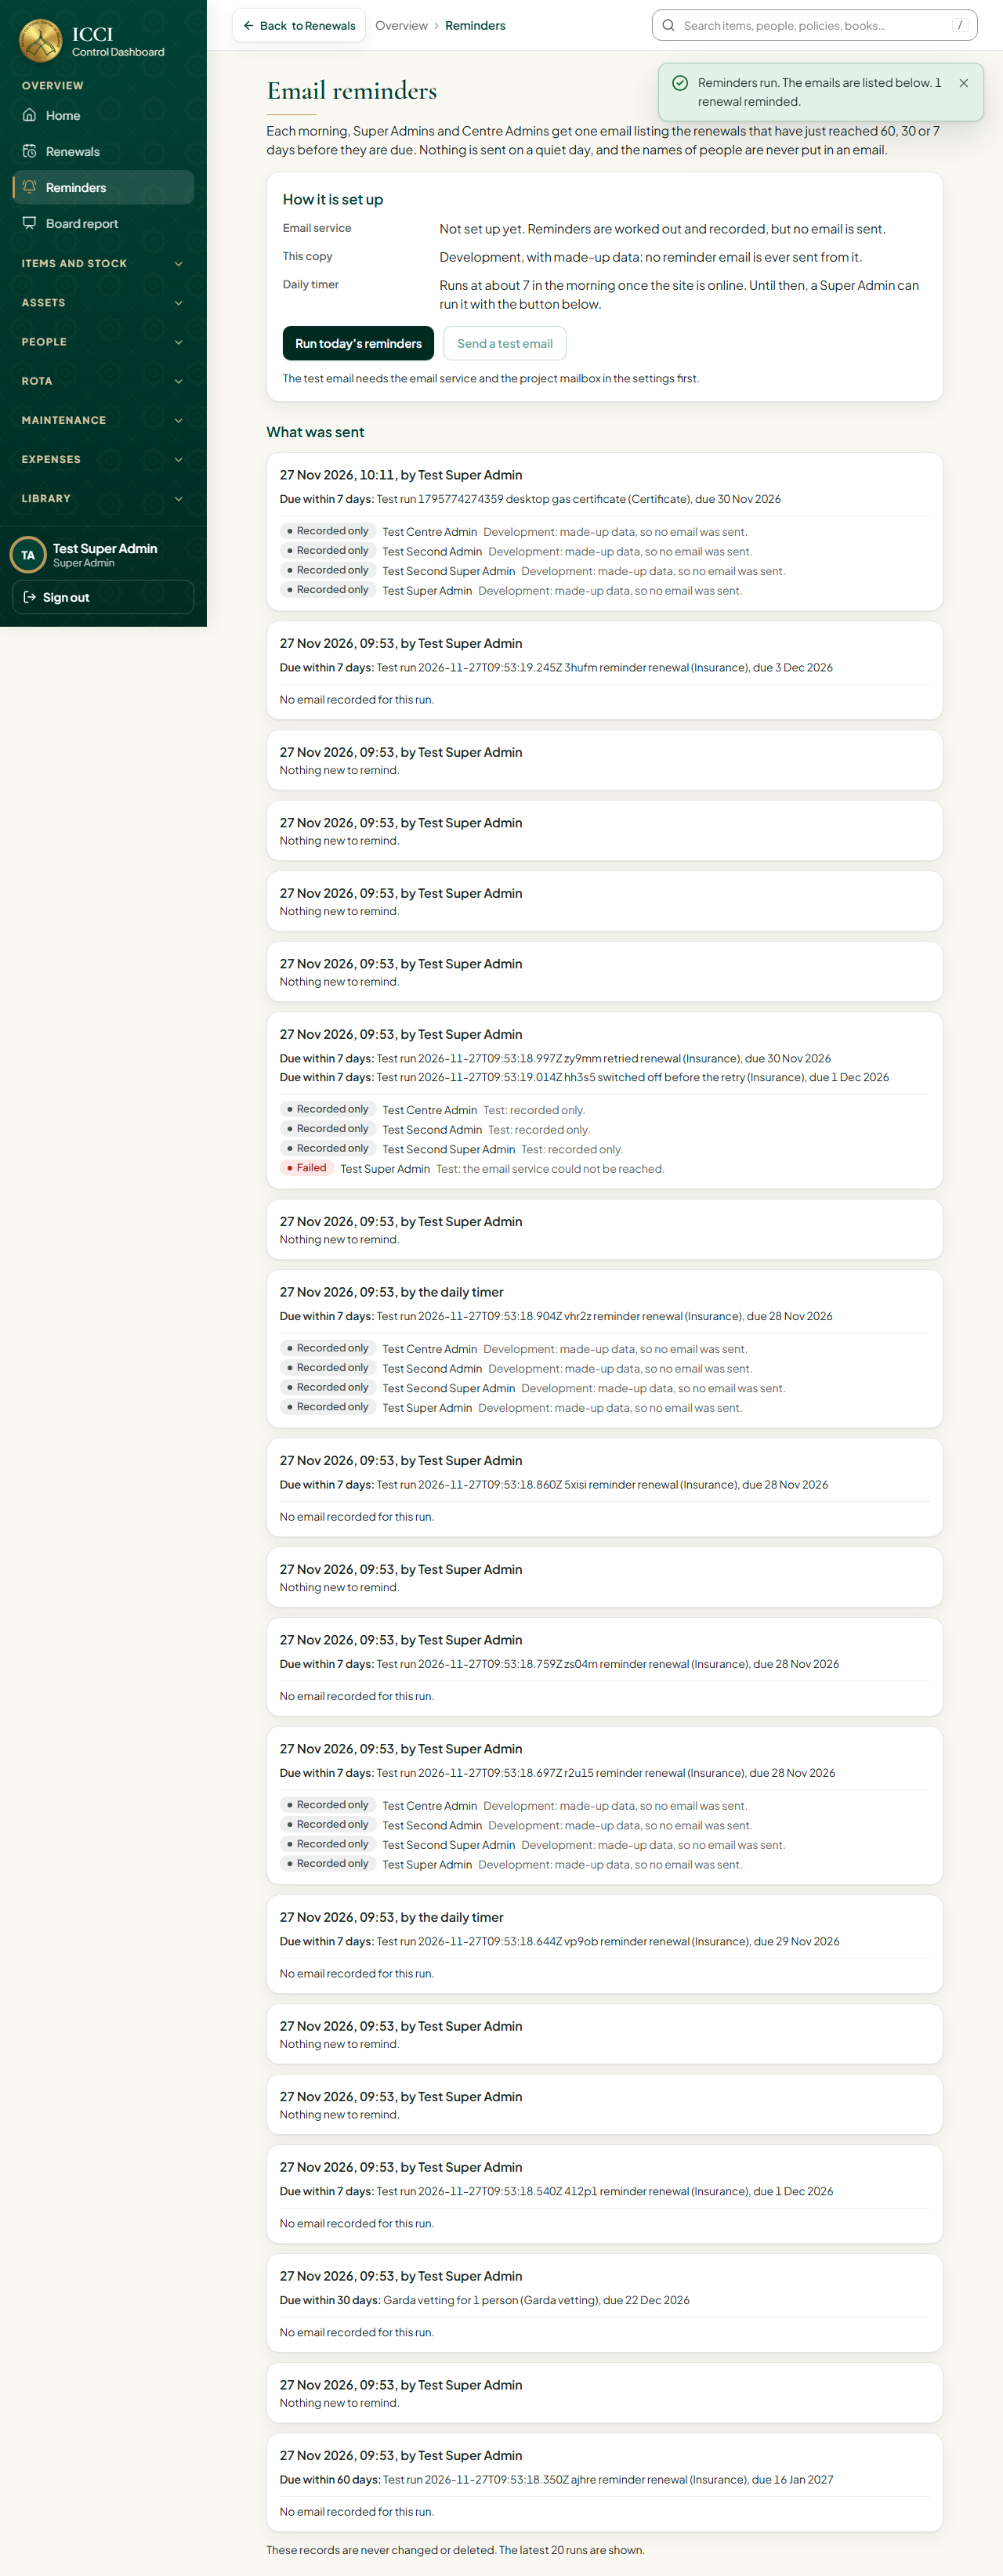 ICCI
Control Dashboard
OVERVIEW
Home
Renewals
Reminders
Board report
ITEMS AND STOCK
ASSETS
PEOPLE
ROTA
MAINTENANCE
EXPENSES
LIBRARY
TA
Test Super Admin
Super Admin
Sign out
Back to Renewals
Overview > Reminders
Search items, people, policies, books...
/
Reminders run. The emails are listed below. 1
renewal reminded.
Email reminders
Each morning, Super Admins and Centre Admins get one email listing the renewals that have just reached 60, 30 or 7
days before they are due. Nothing is sent on a quiet day, and the names of people are never put in an email.
How it is set up
Email service Not set up yet. Reminders are worked out and recorded, but no email is sent.
This copy Development, with made-up data: no reminder email is ever sent from it.
Daily timer Runs at about 7 in the morning once the site is online. Until then, a Super Admin can
run it with the button below.
Run today's reminders
Send a test email
The test email needs the email service and the project mailbox in the settings first.
What was sent
27 Nov 2026, 10:11, by Test Super Admin
Due within 7 days: Test run 1795774274359 desktop gas certificate (Certificate), due 30 Nov 2026
Recorded only Test Centre Admin Development: made-up data, so no email was sent.
Recorded only Test Second Admin Development: made-up data, so no email was sent.
Recorded only Test Second Super Admin Development: made-up data, so no email was sent.
Recorded only Test Super Admin Development: made-up data, so no email was sent.
27 Nov 2026, 09:53, by Test Super Admin
Due within 7 days: Test run 2026-11-27T09:53:19.245Z 3hufm reminder renewal (Insurance), due 3 Dec 2026
No email recorded for this run.
27 Nov 2026, 09:53, by Test Super Admin
Nothing new to remind.
27 Nov 2026, 09:53, by Test Super Admin
Nothing new to remind.
27 Nov 2026, 09:53, by Test Super Admin
Nothing new to remind.
27 Nov 2026, 09:53, by Test Super Admin
Nothing new to remind.
27 Nov 2026, 09:53, by Test Super Admin
Due within 7 days: Test run 2026-11-27T09:53:18.997Z zy9mm retried renewal (Insurance), due 30 Nov 2026
Due within 7 days: Test run 2026-11-27T09:53:19.014Z hh3s5 switched off before the retry (Insurance), due 1 Dec 2026
Recorded only Test Centre Admin Test: recorded only.
Recorded only Test Second Admin Test: recorded only.
Recorded only Test Second Super Admin Test: recorded only.
Failed Test Super Admin Test: the email service could not be reached.
27 Nov 2026, 09:53, by Test Super Admin
Nothing new to remind.
27 Nov 2026, 09:53, by the daily timer
Due within 7 days: Test run 2026-11-27T09:53:18.904Z vhr2z reminder renewal (Insurance), due 28 Nov 2026
Recorded only Test Centre Admin Development: made-up data, so no email was sent.
Recorded only Test Second Admin Development: made-up data, so no email was sent.
Recorded only Test Second Super Admin Development: made-up data, so no email was sent.
Recorded only Test Super Admin Development: made-up data, so no email was sent.
27 Nov 2026, 09:53, by Test Super Admin
Due within 7 days: Test run 2026-11-27T09:53:18.860Z 5xisi reminder renewal (Insurance), due 28 Nov 2026
No email recorded for this run.
27 Nov 2026, 09:53, by Test Super Admin
Nothing new to remind.
27 Nov 2026, 09:53, by Test Super Admin
Due within 7 days: Test run 2026-11-27T09:53:18.759Z zs04m reminder renewal (Insurance), due 28 Nov 2026
No email recorded for this run.
27 Nov 2026, 09:53, by Test Super Admin
Due within 7 days: Test run 2026-11-27T09:53:18.697Z r2u15 reminder renewal (Insurance), due 28 Nov 2026
Recorded only Test Centre Admin Development: made-up data, so no email was sent.
Recorded only Test Second Admin Development: made-up data, so no email was sent.
Recorded only Test Second Super Admin Development: made-up data, so no email was sent.
Recorded only Test Super Admin Development: made-up data, so no email was sent.
27 Nov 2026, 09:53, by the daily timer
Due within 7 days: Test run 2026-11-27T09:53:18.644Z vp9ob reminder renewal (Insurance), due 29 Nov 2026
No email recorded for this run.
27 Nov 2026, 09:53, by Test Super Admin
Nothing new to remind.
27 Nov 2026, 09:53, by Test Super Admin
Nothing new to remind.
27 Nov 2026, 09:53, by Test Super Admin
Due within 7 days: Test run 2026-11-27T09:53:18.540Z 412p1 reminder renewal (Insurance), due 1 Dec 2026
No email recorded for this run.
27 Nov 2026, 09:53, by Test Super Admin
Due within 30 days: Garda vetting for 1 person (Garda vetting), due 22 Dec 2026
No email recorded for this run.
27 Nov 2026, 09:53, by Test Super Admin
Nothing new to remind.
27 Nov 2026, 09:53, by Test Super Admin
Due within 60 days: Test run 2026-11-27T09:53:18.350Z ajhre reminder renewal (Insurance), due 16 Jan 2027
No email recorded for this run.
These records are never changed or deleted. The latest 20 runs are shown.